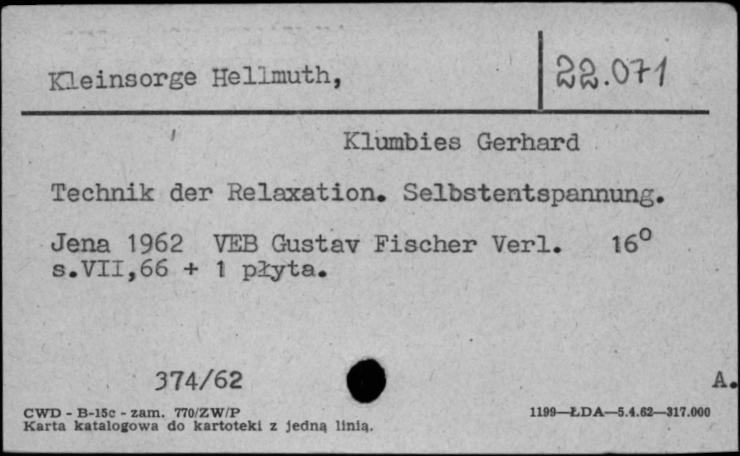 Kleinsorge Hellmuth,
22.071
Klumbies Gerhard
Technik der Relaxation. Selbstentspannung.
Jena 1962 VEB Gustav Fischer Verl. 16°
s.VII,66 + 1 płyta.
374/62
A.
CWD - B-15c - zam. 770/ZW/P
1199—ŁDA—5.4.62—317.000
Karta katalogowa do kartoteki z jedną linią.